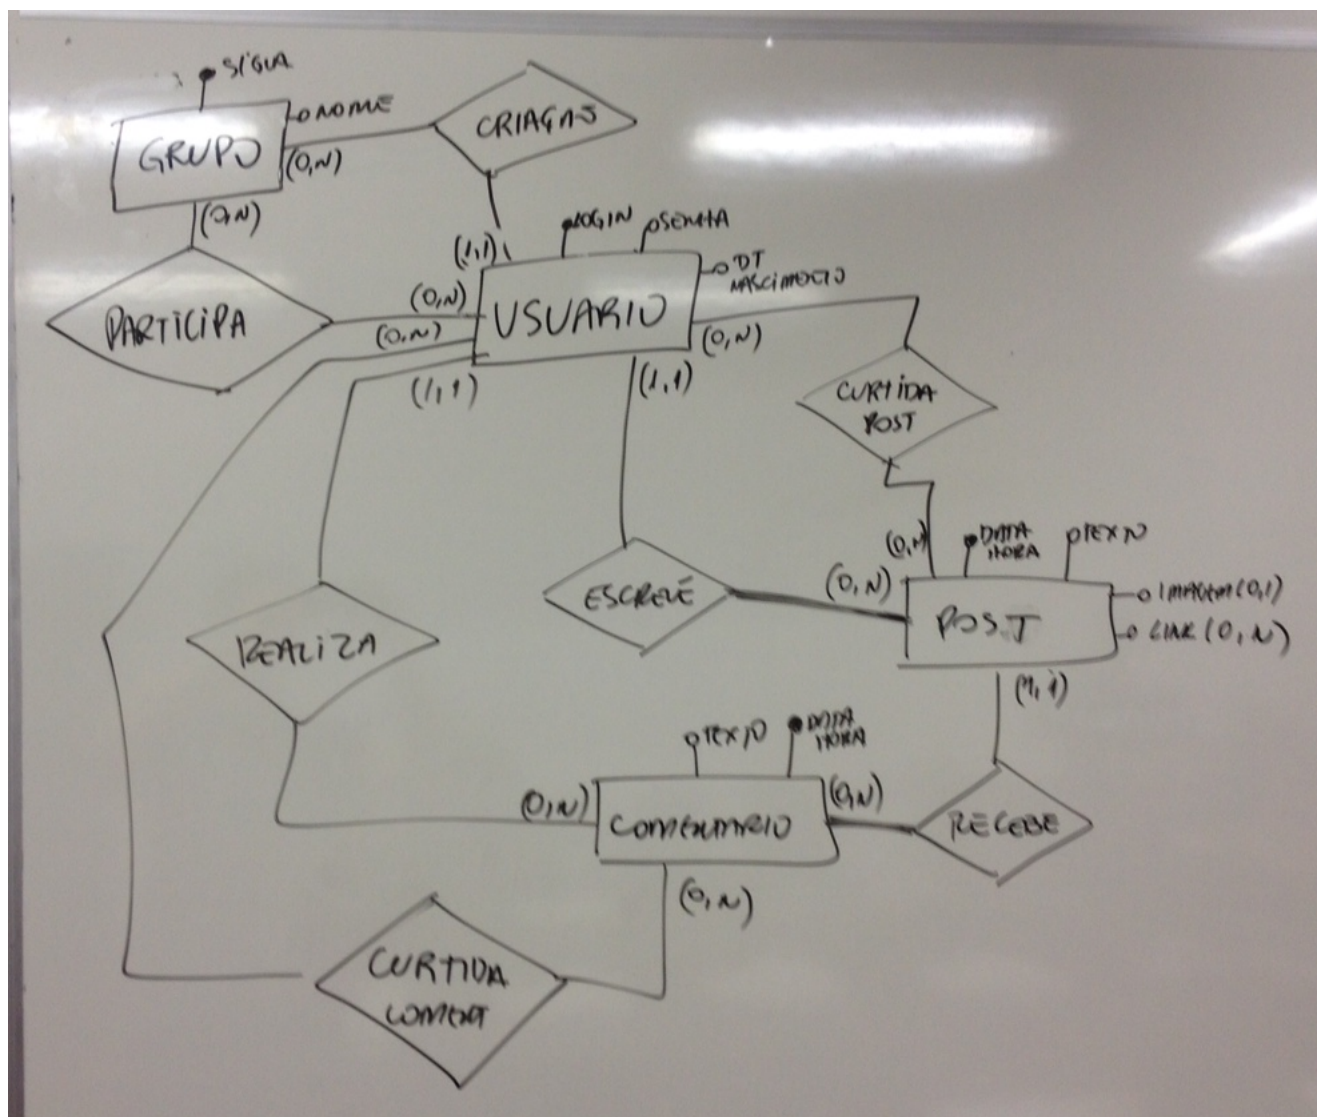 SIGLA
NOME
GRUPO
(0,N)
(0,N)
CRIAÇÃO
(1,1)
LOGIN
SENHA
DT
NASCIMENTO
USUARIO
(0,N)
(0,N)
(1,1)
(1,1)
(0,N)
PARTICIPA
CURTIDA
POST
(0,N)
DATA
HORA
TEXTO
(0,N)
IMAGEM (0,1)
LINK (0,N)
POST
(1,1)
ESCREVE
REALIZA
TEXTO
DATA
HORA
(0,N)
COMENTARIO
(0,N)
(0,N)
RECEBE
CURTIDA
COMENT